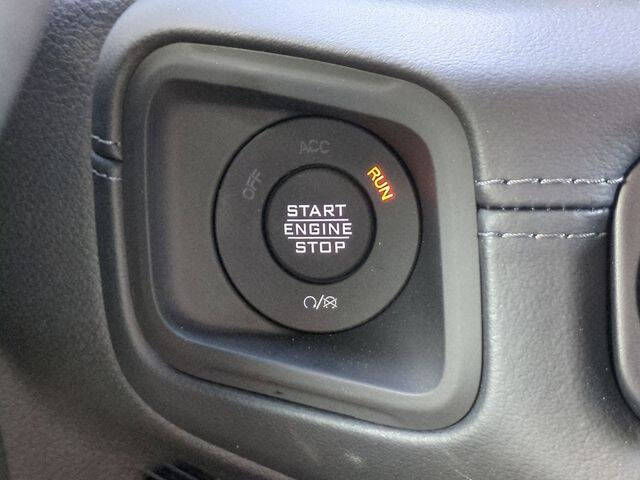 ACC
OFF
RUN
START
ENGINE
STOP